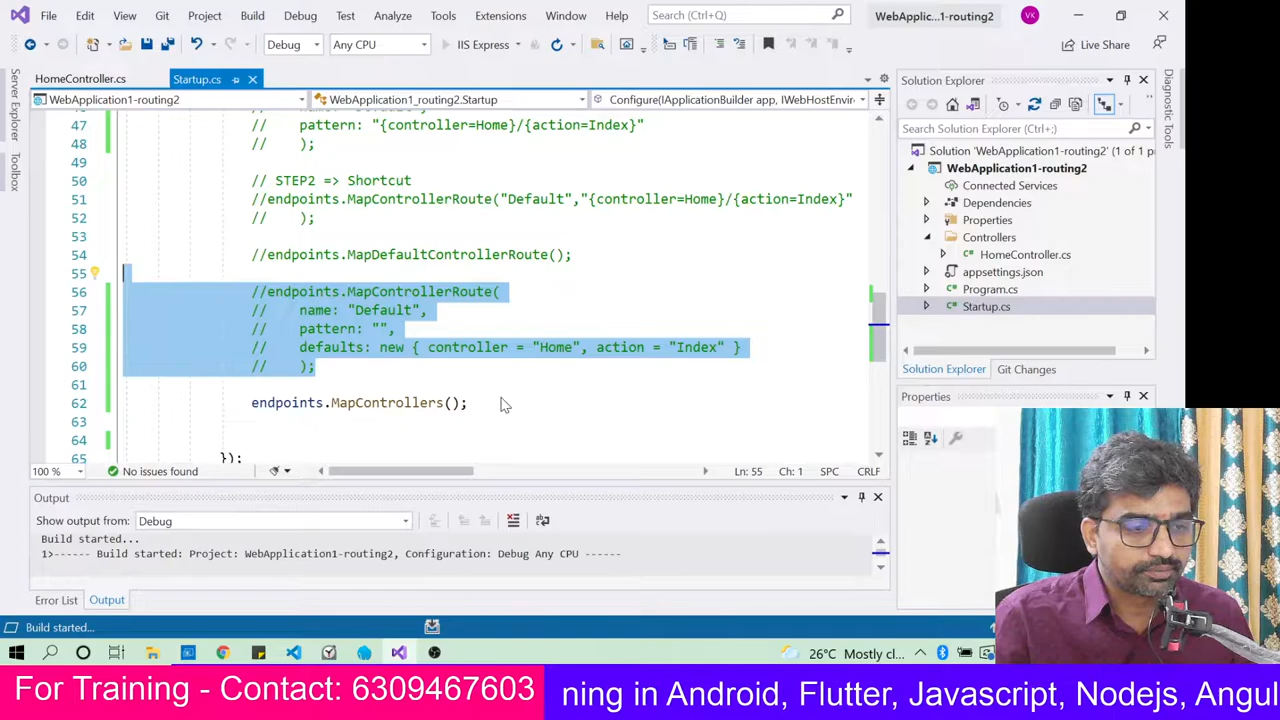 File Edit View Git Project Build Debug Test Analyze Tools Extensions Window Help Search (Ctrl+Q) WebApplic...1-routing2 VK
Debug Any CPU IIS Express Live Share
HomeController.cs Startup.cs
WebApplication1-routing2 WebApplication1_routing2.Startup Configure(IApplicationBuilder app, IWebHostEnvir
47 // pattern: "{controller=Home}/{action=Index}"
48 // );
49
50 // STEP2 => Shortcut
51 //endpoints.MapControllerRoute("Default","{controller=Home}/{action=Index}"
52 // );
53
54 //endpoints.MapDefaultControllerRoute();
55
56 //endpoints.MapControllerRoute(
57 // name: "Default",
58 // pattern: "",
59 // defaults: new { controller = "Home", action = "Index" }
60 // );
61
62 endpoints.MapControllers();
63
64
65 });
100 % No issues found Ln: 55 Ch: 1 SPC CRLF
Output
Show output from: Debug
Build started...
1>------ Build started: Project: WebApplication1-routing2, Configuration: Debug Any CPU ------
Error List Output
Build started...
Server Explorer
Toolbox
Solution Explorer
Search Solution Explorer (Ctrl+;)
Solution 'WebApplication1-routing2' (1 of 1 p
WebApplication1-routing2
Connected Services
Dependencies
Properties
Controllers
HomeController.cs
appsettings.json
Program.cs
Startup.cs
Solution Explorer Git Changes
Properties
Diagnostic Tools
26°C Mostly cl...
For Training - Contact: 6309467603 ning in Android, Flutter, Javascript, Nodejs, Angul